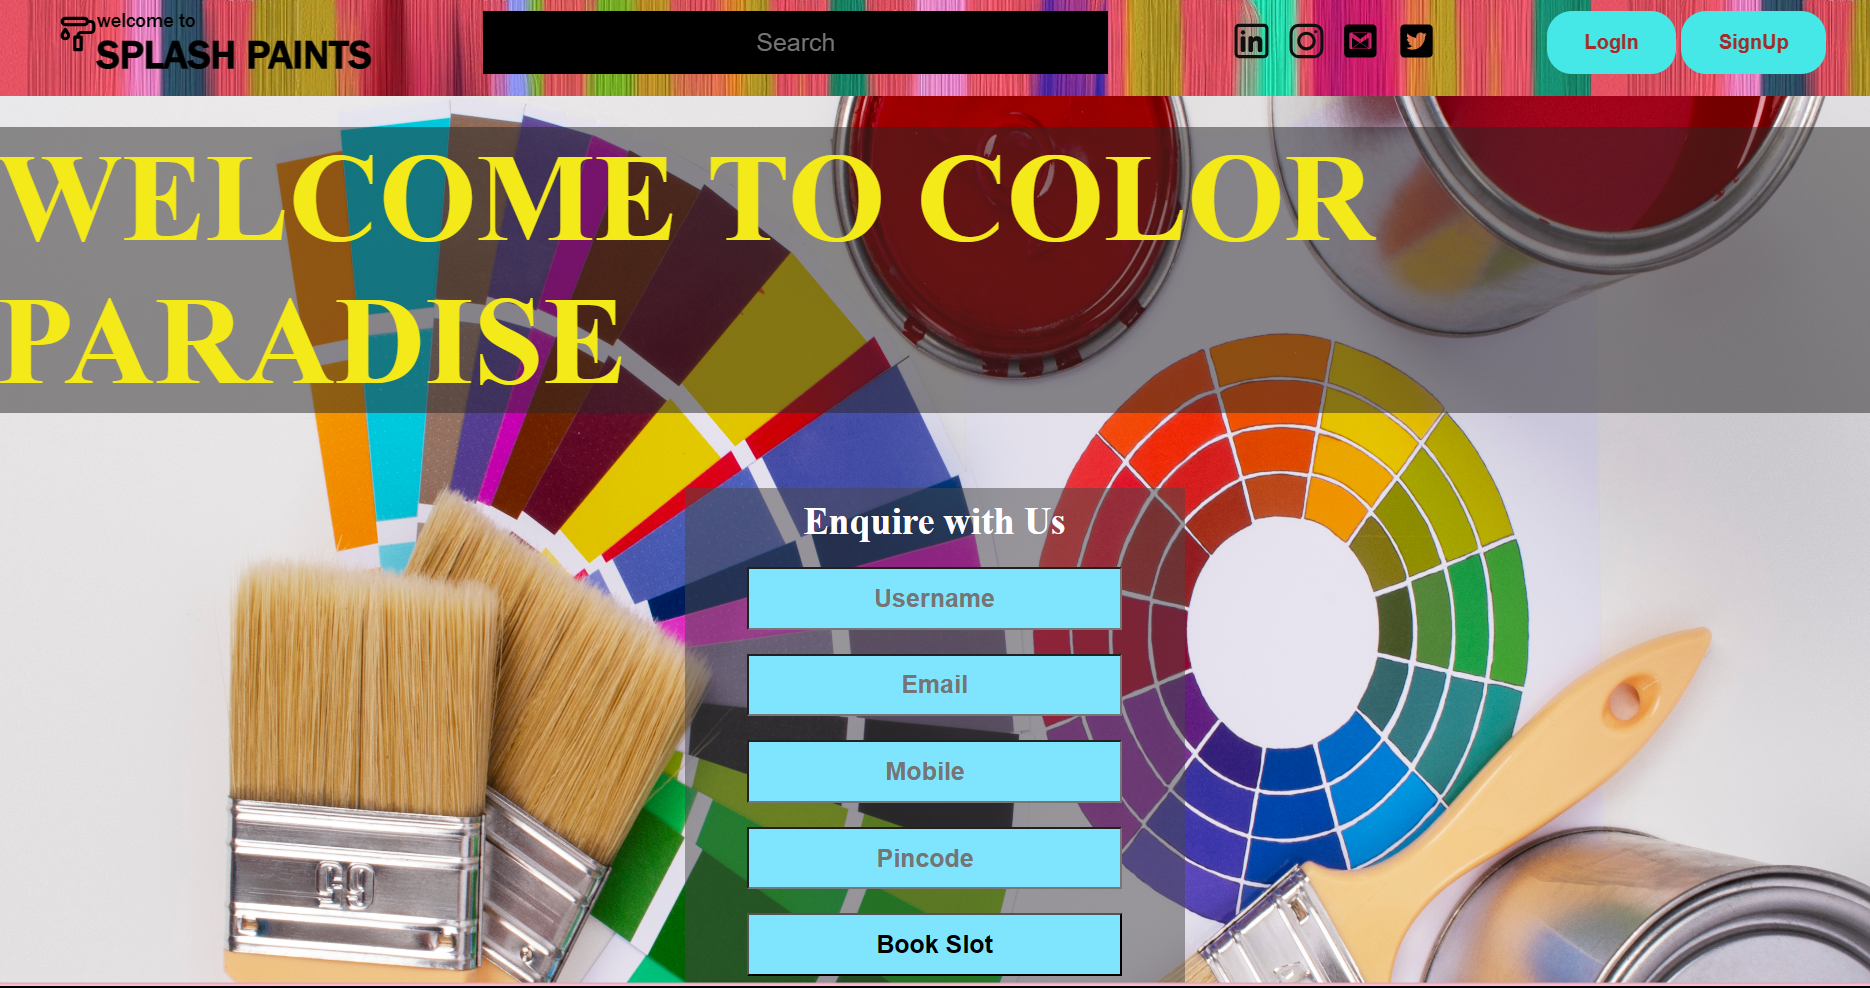 welcome to
SPLASH PAINTS
Search
LogIn
SignUp
WELCOME TO COLOR
PARADISE
Enquire with Us
Username
Email
Mobile
Pincode
Book Slot